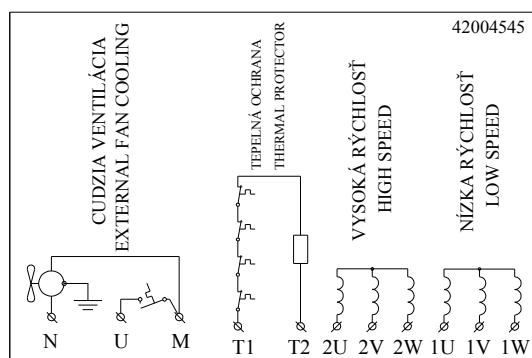 42004545
CUDZIA VENTILÁCIA
EXTERNAL FAN COOLING
TEPELNÁ OCHRANA
THERMAL PROTECTOR
VYSOKÁ RÝCHLOSŤ
HIGH SPEED
NÍZKA RÝCHLOSŤ
LOW SPEED
N U M T1 T2 2U 2V 2W 1U 1V 1W